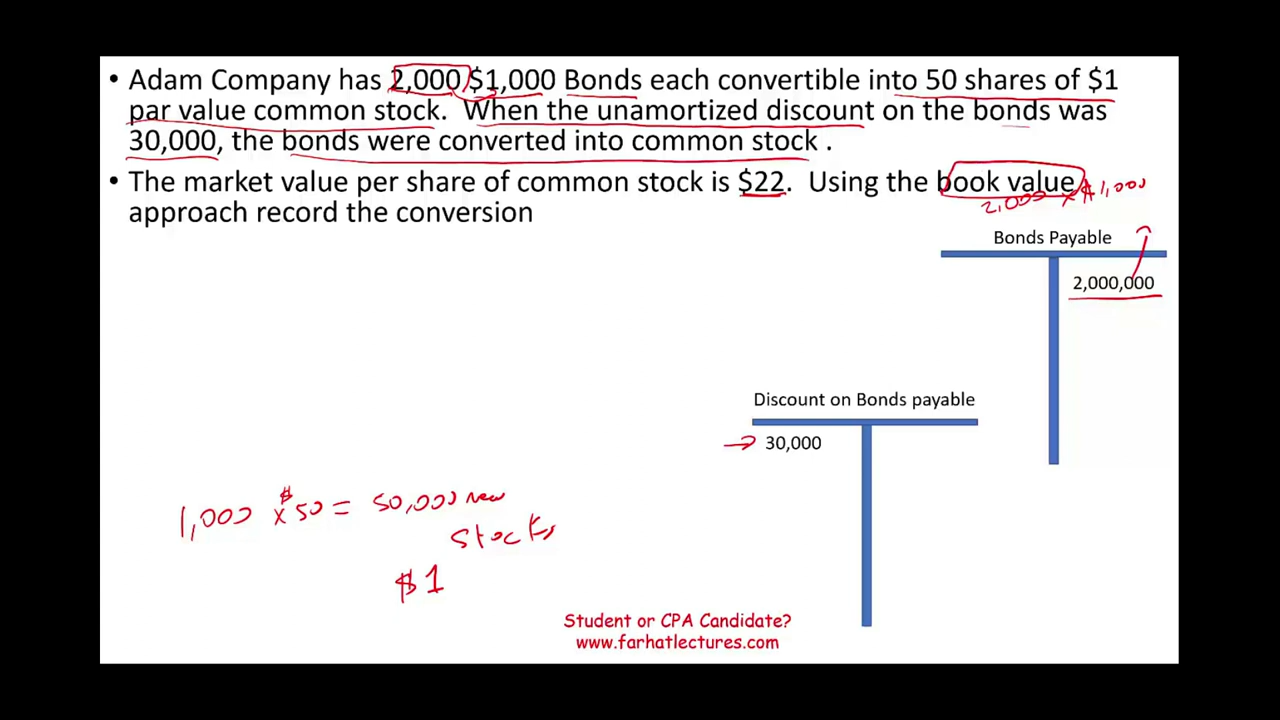 • Adam Company has 2,000 $1,000 Bonds each convertible into 50 shares of $1
par value common stock.  When the unamortized discount on the bonds was
30,000, the bonds were converted into common stock .
• The market value per share of common stock is $22.  Using the book value
approach record the conversion
2,000 x $1,000
Bonds Payable
2,000,000
Discount on Bonds payable
30,000
$
1,000 x 50 = 50,000 new
stocks
$1
Student or CPA Candidate?
www.farhatlectures.com